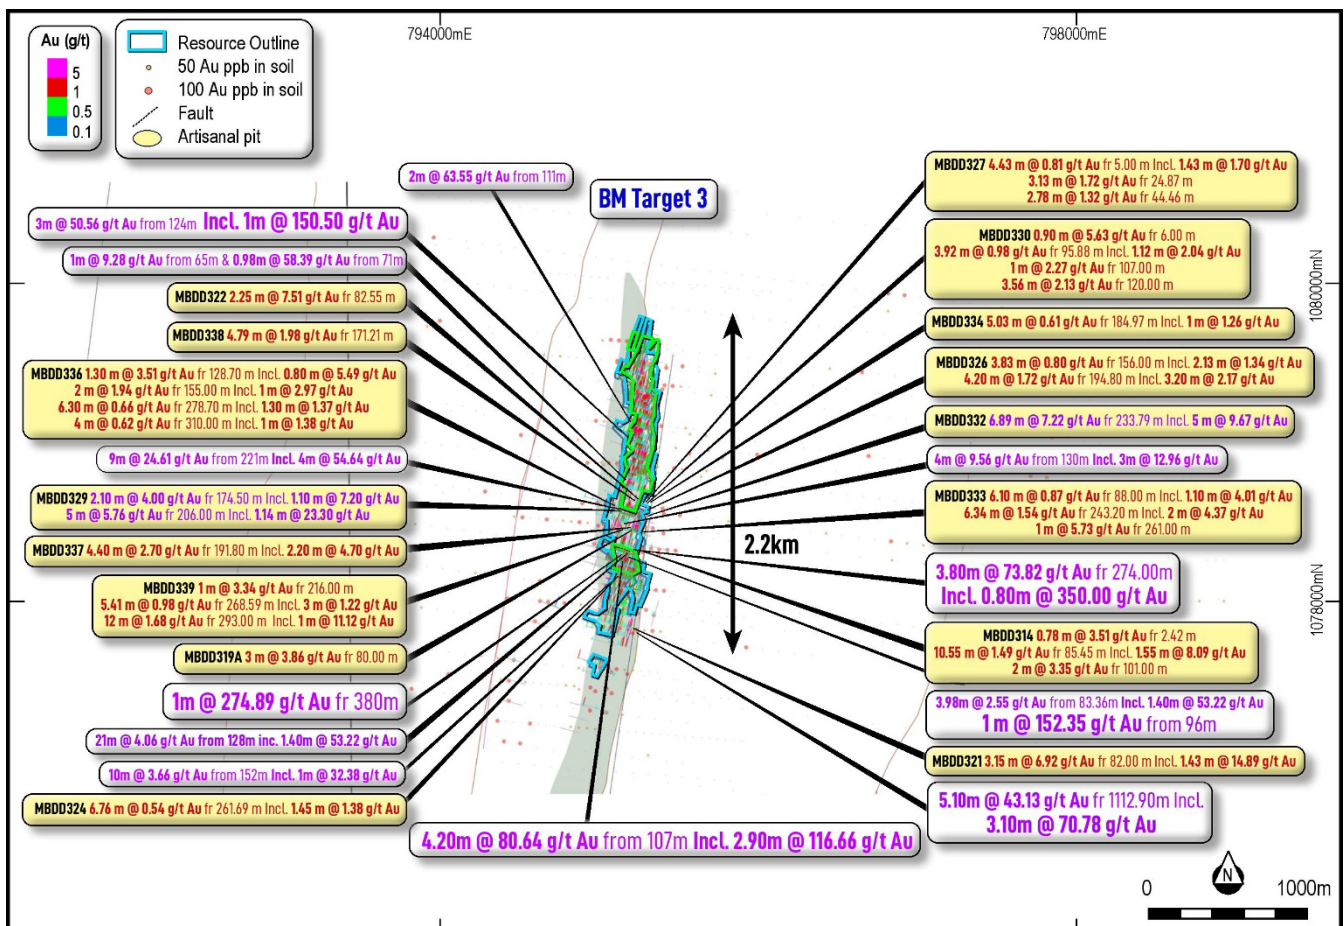 794000mE
798000mE
Au (g/t)
5
1
0.5
0.1
Resource Outline
50 Au ppb in soil
100 Au ppb in soil
Fault
Artisanal pit
BM Target 3
2m @ 63.55 g/t Au from 111m
3m @ 50.56 g/t Au from 124m Incl. 1m @ 150.50 g/t Au
1m @ 9.28 g/t Au from 65m & 0.98m @ 58.39 g/t Au from 71m
MBDD322 2.25 m @ 7.51 g/t Au fr 82.55 m
MBDD338 4.79 m @ 1.98 g/t Au fr 171.21 m
MBDD336 1.30 m @ 3.51 g/t Au fr 128.70 m Incl. 0.80 m @ 5.49 g/t Au
2 m @ 1.94 g/t Au fr 155.00 m Incl. 1 m @ 2.97 g/t Au
6.30 m @ 0.66 g/t Au fr 278.70 m Incl. 1.30 m @ 1.37 g/t Au
4 m @ 0.62 g/t Au fr 310.00 m Incl. 1 m @ 1.38 g/t Au
9m @ 24.61 g/t Au from 221m Incl. 4m @ 54.64 g/t Au
MBDD329 2.10 m @ 4.00 g/t Au fr 174.50 m Incl. 1.10 m @ 7.20 g/t Au
5 m @ 5.76 g/t Au fr 206.00 m Incl. 1.14 m @ 23.30 g/t Au
MBDD337 4.40 m @ 2.70 g/t Au fr 191.80 m Incl. 2.20 m @ 4.70 g/t Au
MBDD339 1 m @ 3.34 g/t Au fr 216.00 m
5.41 m @ 0.98 g/t Au fr 268.59 m Incl. 3 m @ 1.22 g/t Au
12 m @ 1.68 g/t Au fr 293.00 m Incl. 1 m @ 11.12 g/t Au
MBDD319A 3 m @ 3.86 g/t Au fr 80.00 m
1m @ 274.89 g/t Au fr 380m
21m @ 4.06 g/t Au from 128m inc. 1.40m @ 53.22 g/t Au
10m @ 3.66 g/t Au from 152m Incl. 1m @ 32.38 g/t Au
MBDD324 6.76 m @ 0.54 g/t Au fr 261.69 m Incl. 1.45 m @ 1.38 g/t Au
4.20m @ 80.64 g/t Au from 107m Incl. 2.90m @ 116.66 g/t Au
2.2km
MBDD327 4.43 m @ 0.81 g/t Au fr 5.00 m Incl. 1.43 m @ 1.70 g/t Au
3.13 m @ 1.72 g/t Au fr 24.87 m
2.78 m @ 1.32 g/t Au fr 44.46 m
MBDD330 0.90 m @ 5.63 g/t Au fr 6.00 m
3.92 m @ 0.98 g/t Au fr 95.88 m Incl. 1.12 m @ 2.04 g/t Au
1 m @ 2.27 g/t Au fr 107.00 m
3.56 m @ 2.13 g/t Au fr 120.00 m
MBDD334 5.03 m @ 0.61 g/t Au fr 184.97 m Incl. 1 m @ 1.26 g/t Au
MBDD326 3.83 m @ 0.80 g/t Au fr 156.00 m Incl. 2.13 m @ 1.34 g/t Au
4.20 m @ 1.72 g/t Au fr 194.80 m Incl. 3.20 m @ 2.17 g/t Au
MBDD332 6.89 m @ 7.22 g/t Au fr 233.79 m Incl. 5 m @ 9.67 g/t Au
4m @ 9.56 g/t Au from 130m Incl. 3m @ 12.96 g/t Au
MBDD333 6.10 m @ 0.87 g/t Au fr 88.00 m Incl. 1.10 m @ 4.01 g/t Au
6.34 m @ 1.54 g/t Au fr 243.20 m Incl. 2 m @ 4.37 g/t Au
1 m @ 5.73 g/t Au fr 261.00 m
3.80m @ 73.82 g/t Au fr 274.00m
Incl. 0.80m @ 350.00 g/t Au
MBDD314 0.78 m @ 3.51 g/t Au fr 2.42 m
10.55 m @ 1.49 g/t Au fr 85.45 m Incl. 1.55 m @ 8.09 g/t Au
2 m @ 3.35 g/t Au fr 101.00 m
3.98m @ 2.55 g/t Au from 83.36m Incl. 1.40m @ 53.22 g/t Au
1 m @ 152.35 g/t Au from 96m
MBDD321 3.15 m @ 6.92 g/t Au fr 82.00 m Incl. 1.43 m @ 14.89 g/t Au
5.10m @ 43.13 g/t Au fr 1112.90m Incl.
3.10m @ 70.78 g/t Au
1080000mN
1078000mN
N
0
1000m